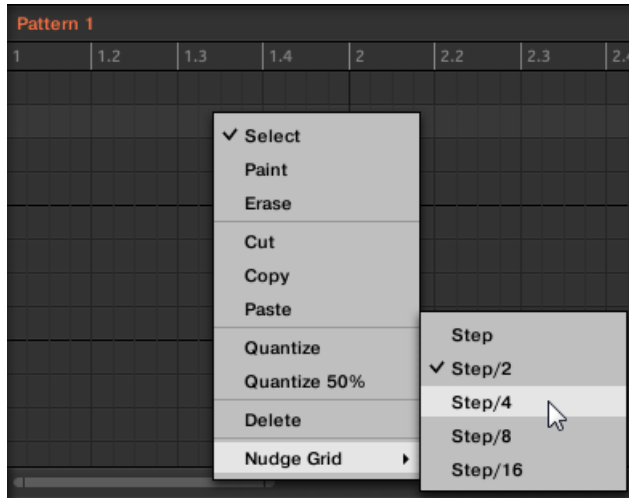 Pattern 1
1 1.2 1.3 1.4 2 2.2 2.3
Select
Paint
Erase
Cut
Copy
Paste
Quantize
Quantize 50%
Delete
Nudge Grid
Step
Step/2
Step/4
Step/8
Step/16